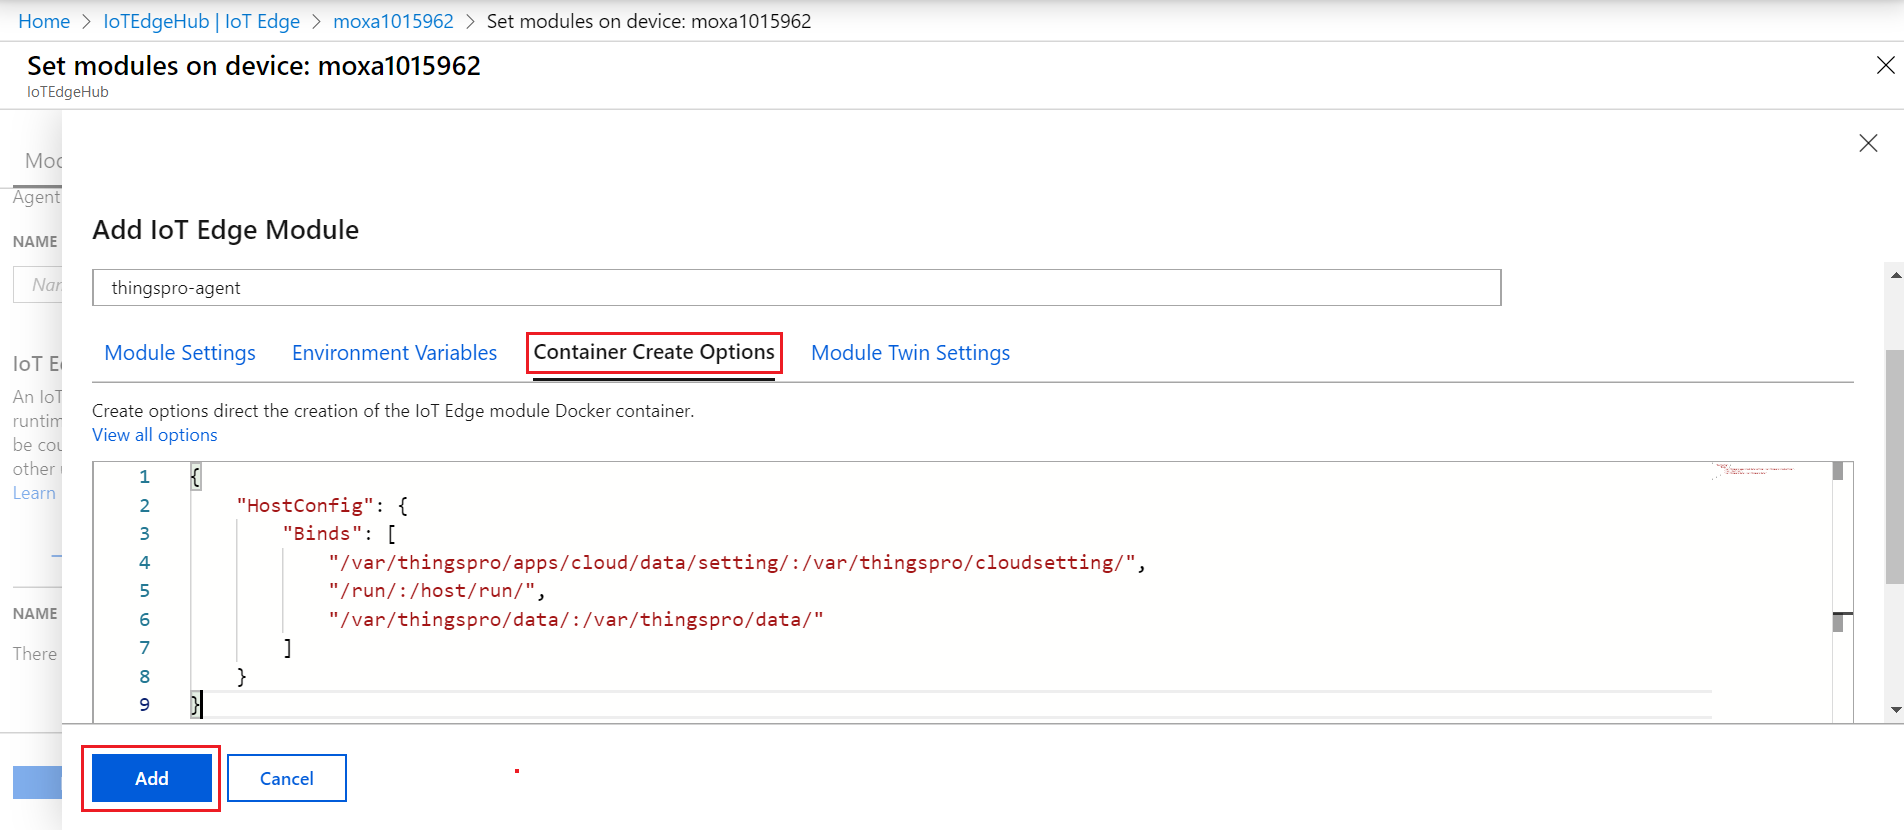 Home > IoTEdgeHub | IoT Edge > moxa1015962 > Set modules on device: moxa1015962
Set modules on device: moxa1015962
IoTEdgeHub
Agent
NAME
IoT
An IoT
be
other
Learn
NAME
There
Add IoT Edge Module
thingspro-agent
Module Settings Environment Variables Container Create Options Module Twin Settings
Create options direct the creation of the IoT Edge module Docker container.
View all options
1 {
2 "HostConfig": {
3 "Binds": [
4 "/var/thingspro/apps/cloud/data/setting/:/var/thingspro/cloudsetting/",
5 "/run/:/host/run/",
6 "/var/thingspro/data/:/var/thingspro/data/"
7 ]
8 }
9 }
Add Cancel